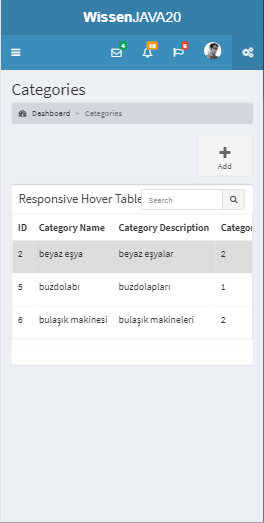 WissenJAVA20
4 10 9
Categories
Dashboard > Categories
Add
Responsive Hover Table Search
ID Category Name Category Description Categor
2 beyaz eşya beyaz eşyalar 2
5 buzdolabı buzdolapları 1
6 bulaşık makinesi bulaşık makineleri 2